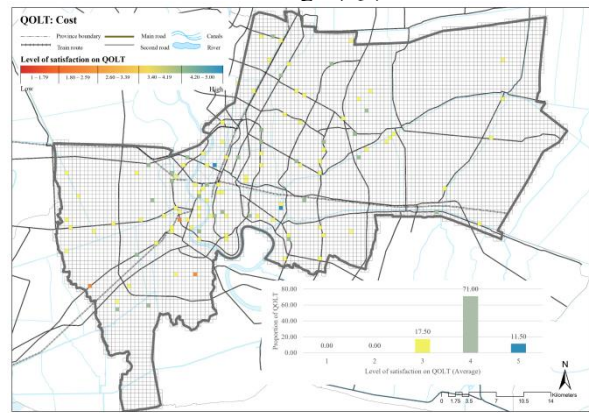 QOLT: Cost
Province boundary Main road Canals
Train route Second road River
Level of satisfaction on QOLT
1 - 1.79 1.80 - 2.59 2.60 - 3.39 3.40 - 4.19 4.20 - 5.00
Low High
80.00
60.00
40.00
20.00
0.00
Proportion of QOLT
0.00 0.00 17.50 71.00 11.50
1 2 3 4 5
Level of satisfaction on QOLT (Average)
N
Kilometers
0 1.75 3.5 7 10.5 14